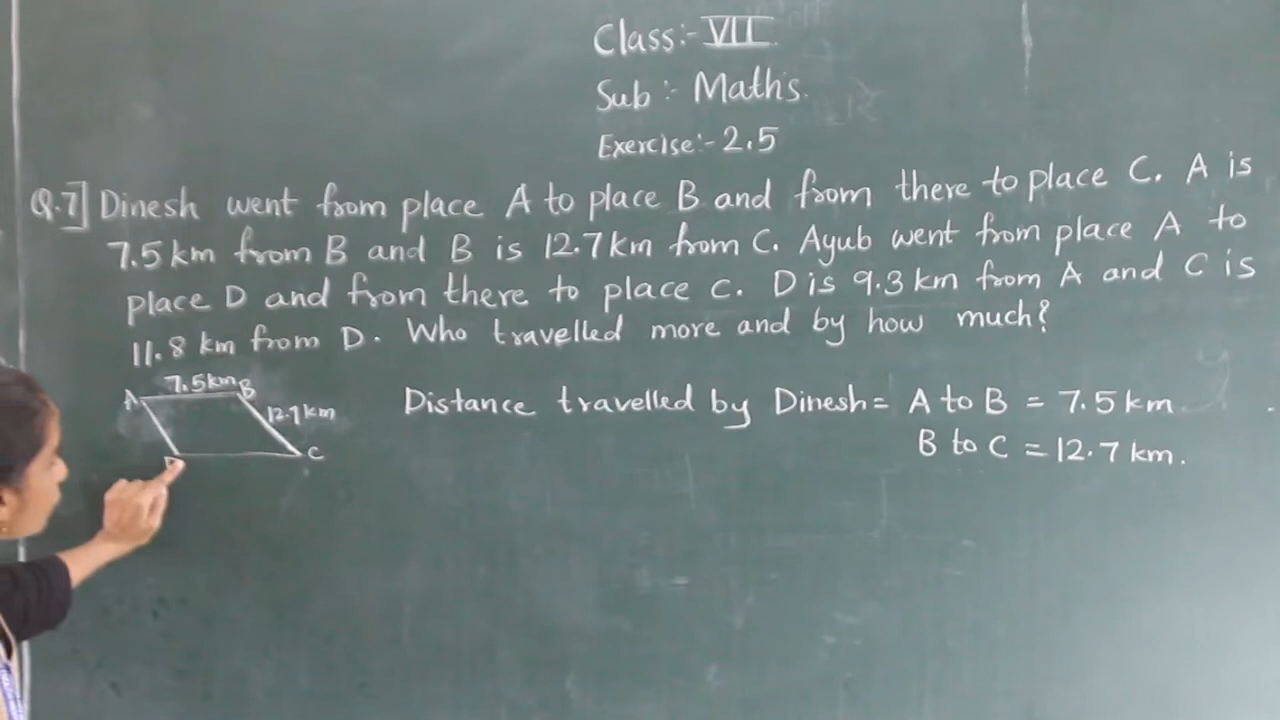 Class:- VII.
Sub :- Maths.
Exercise:- 2.5
Q.7] Dinesh went from place A to place B and from there to place C. A is
7.5 km from B and B is 12.7 km from C. Ayub went from place A to
place D and from there to place C. D is 9.3 km from A and C is
11.8 km from D. Who travelled more and by how much?
A 7.5km B
12.7 km
C
Distance travelled by Dinesh = A to B = 7.5 km
B to C = 12.7 km.